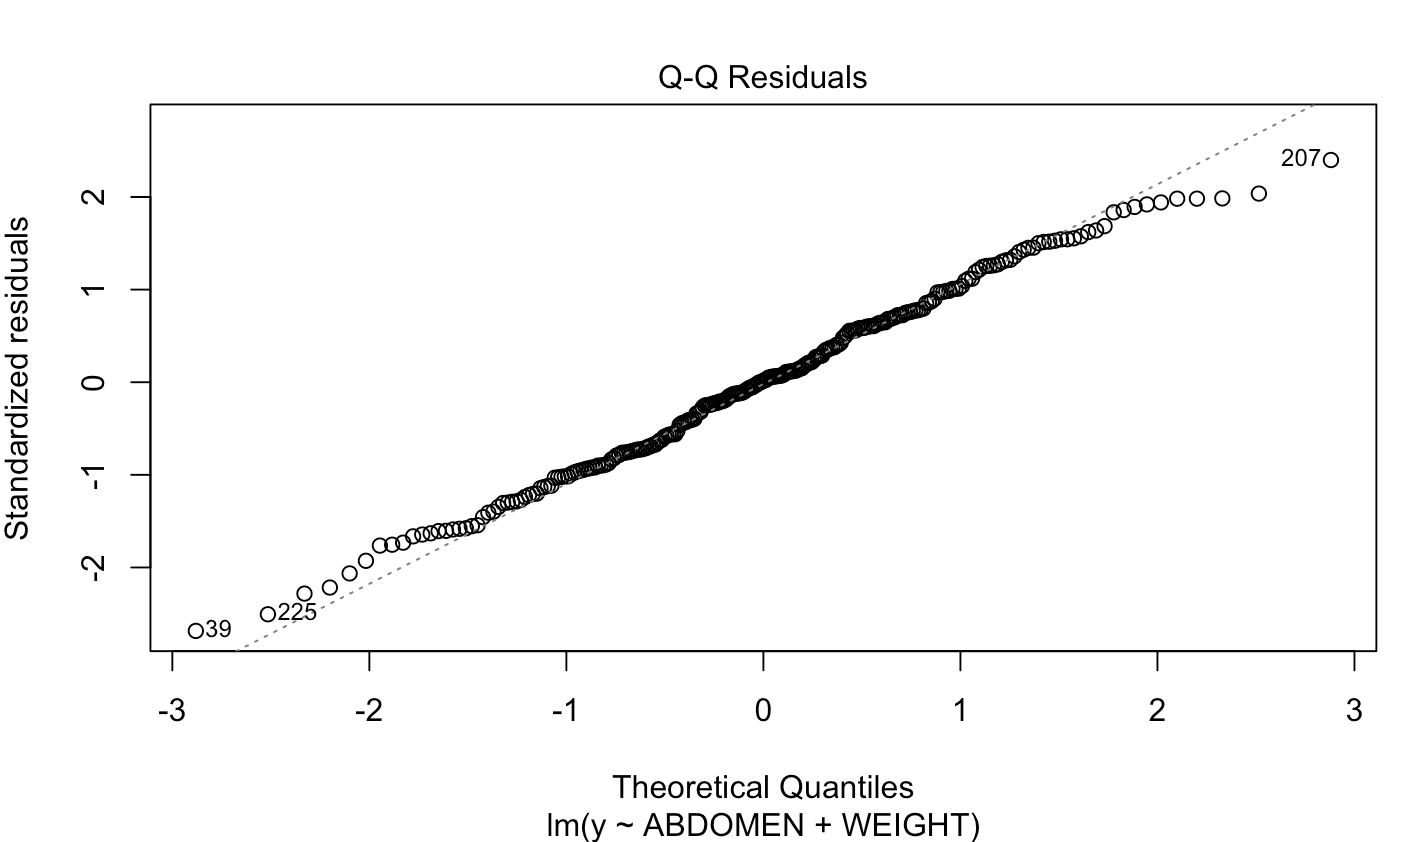 Q-Q Residuals
Standardized residuals
2
1
0
-1
-2
207
225
39
-3 -2 -1 0 1 2 3
Theoretical Quantiles
lm(y ~ ABDOMEN + WEIGHT)